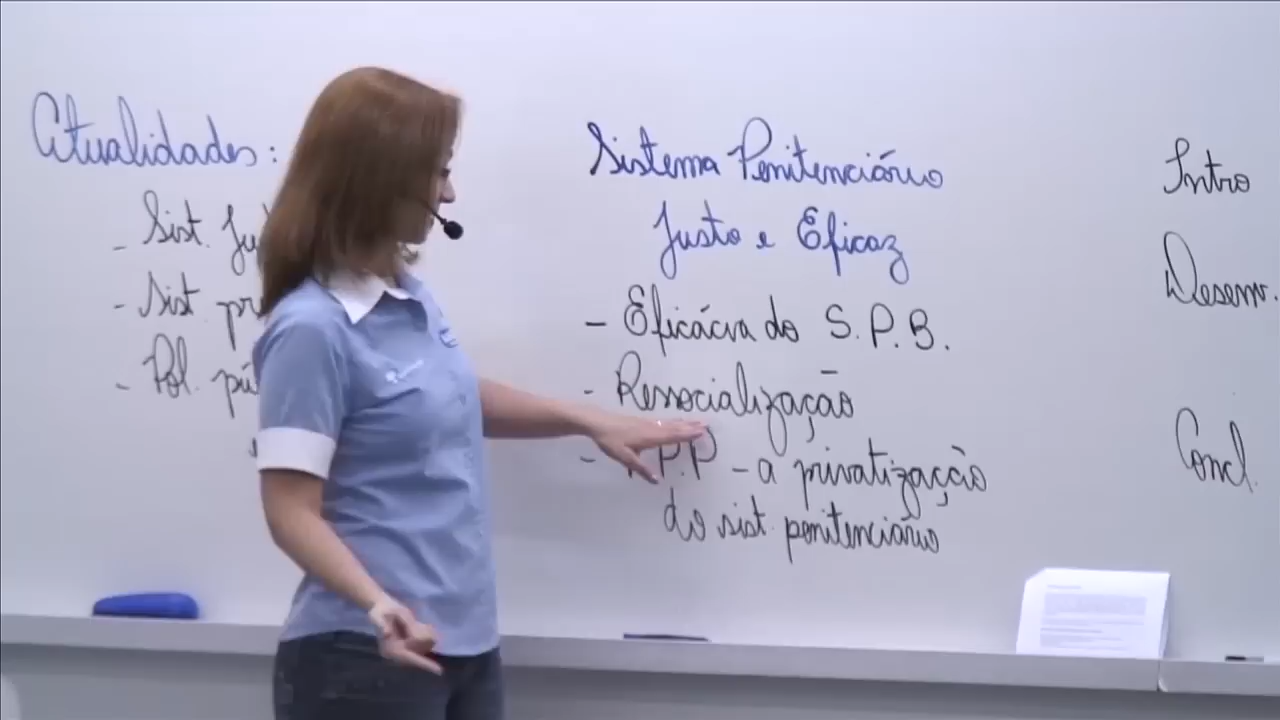 Atualidades:
- Sist.
- Sist.
- Pol.
Sistema Penitenciário
Justo e Eficaz
- Eficácia do S.P.B.
- Ressocialização
- P.P - a privatização
do sist. penitenciário
Intro
Desenv.
Concl.